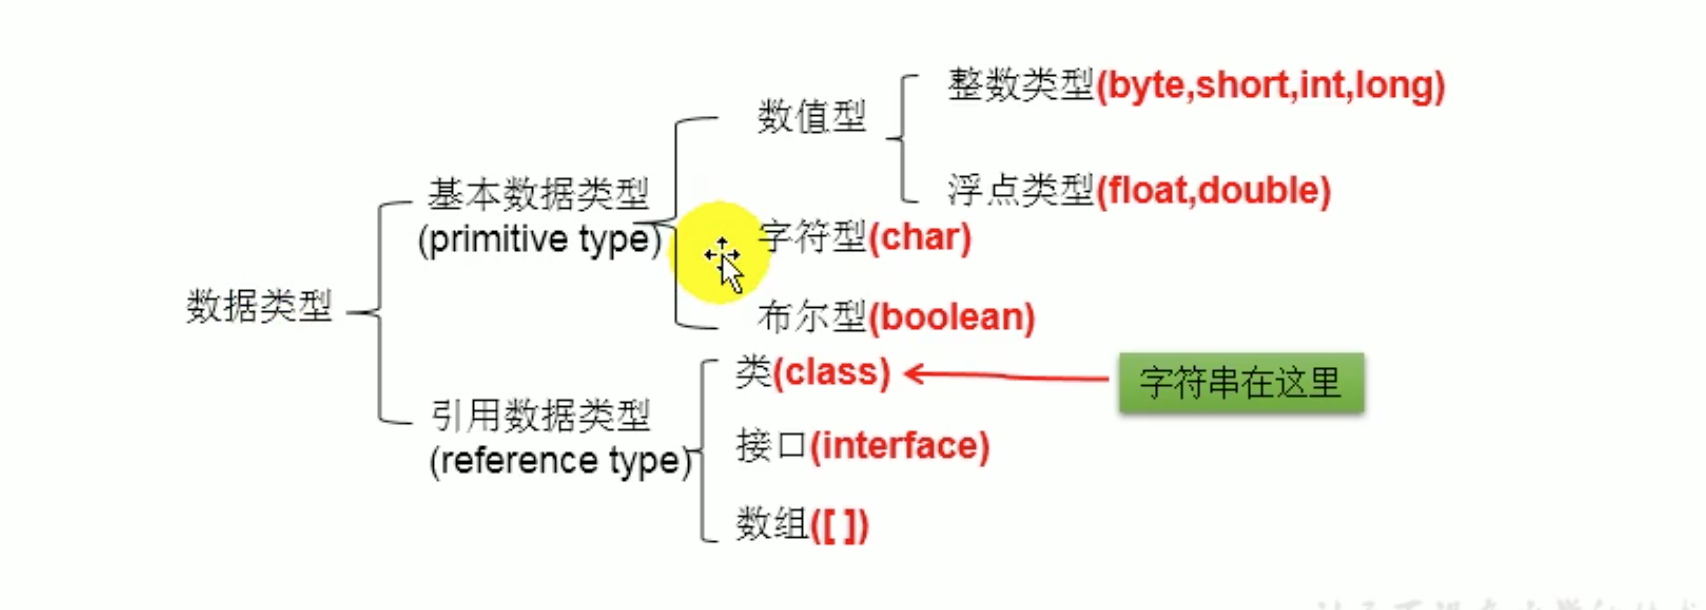 整数类型(byte,short,int,long)
数值型
基本数据类型
(primitive type)
浮点类型(float,double)
字符型(char)
数据类型
布尔型(boolean)
类(class)
字符串在这里
引用数据类型
(reference type)
接口(interface)
数组([ ])